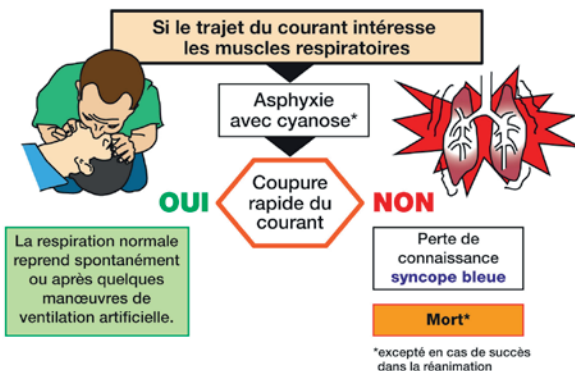 Si le trajet du courant intéresse
les muscles respiratoires
Asphyxie
avec cyanose*
Coupure
rapide du
courant
OUI
NON
La respiration normale
reprend spontanément
ou après quelques
manœuvres de
ventilation artificielle.
Perte de
connaissance
syncope bleue
Mort*
*excepté en cas de succès
dans la réanimation